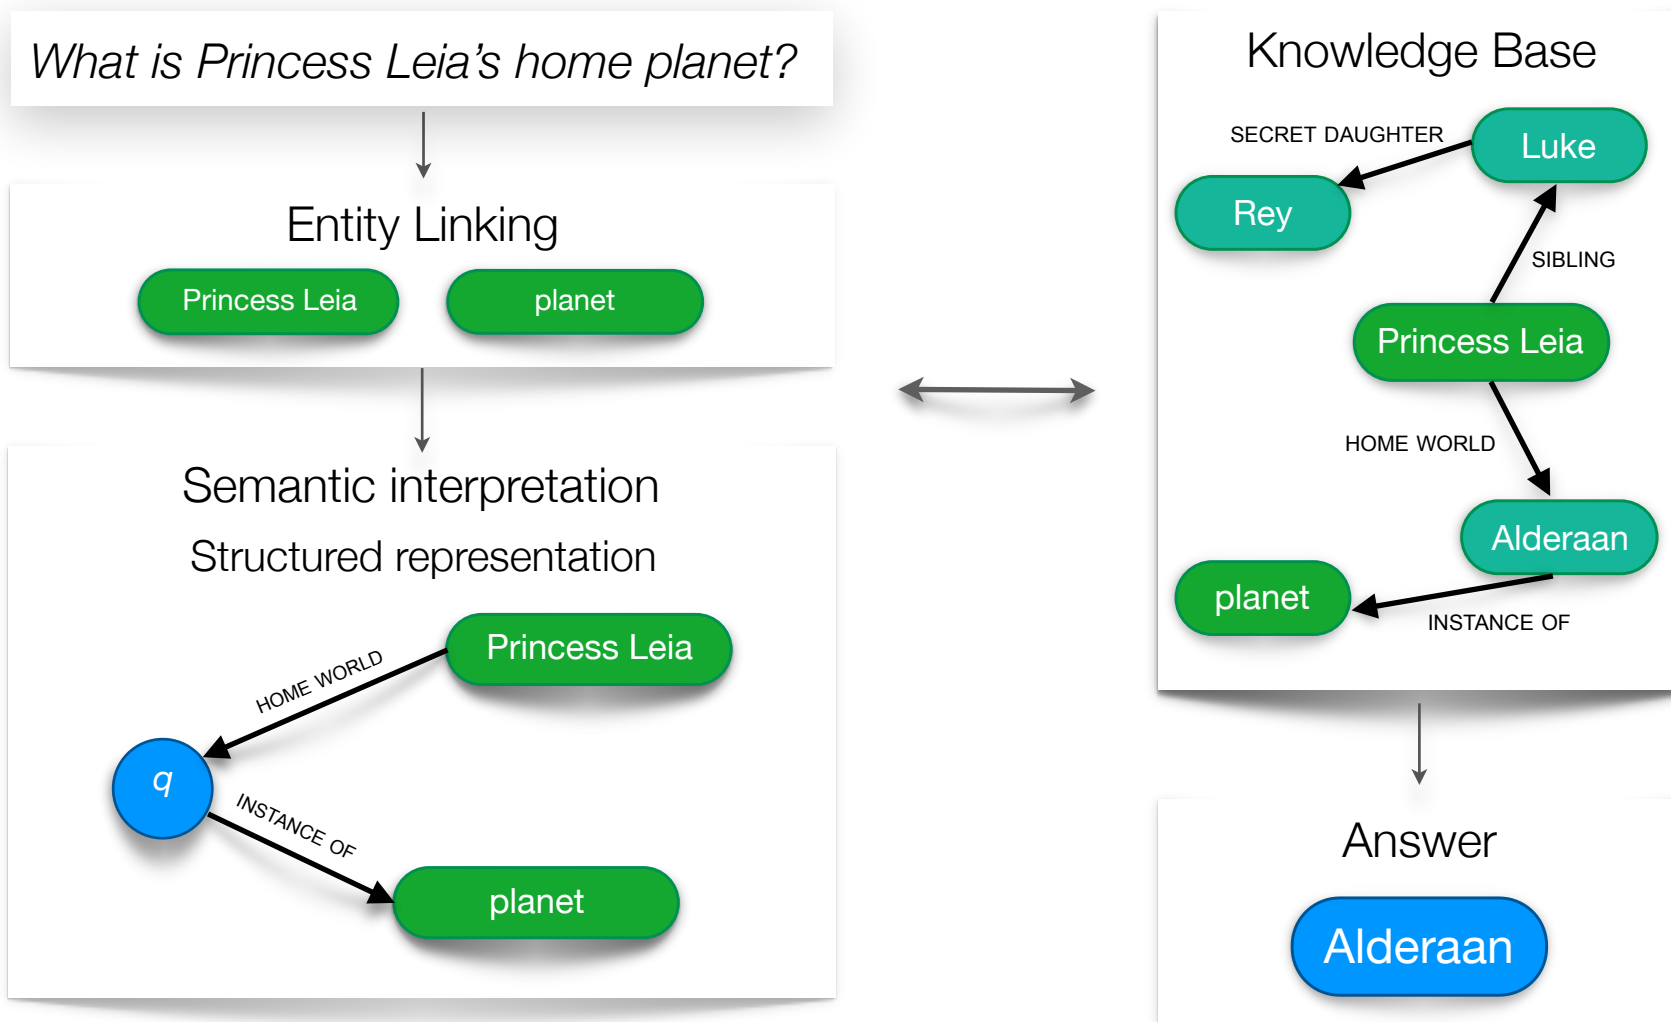 What is Princess Leia's home planet?
Entity Linking
Princess Leia
planet
Semantic interpretation
Structured representation
Princess Leia
HOME WORLD
q
INSTANCE OF
planet
Knowledge Base
SECRET DAUGHTER
Luke
Rey
SIBLING
Princess Leia
HOME WORLD
Alderaan
planet
INSTANCE OF
Answer
Alderaan